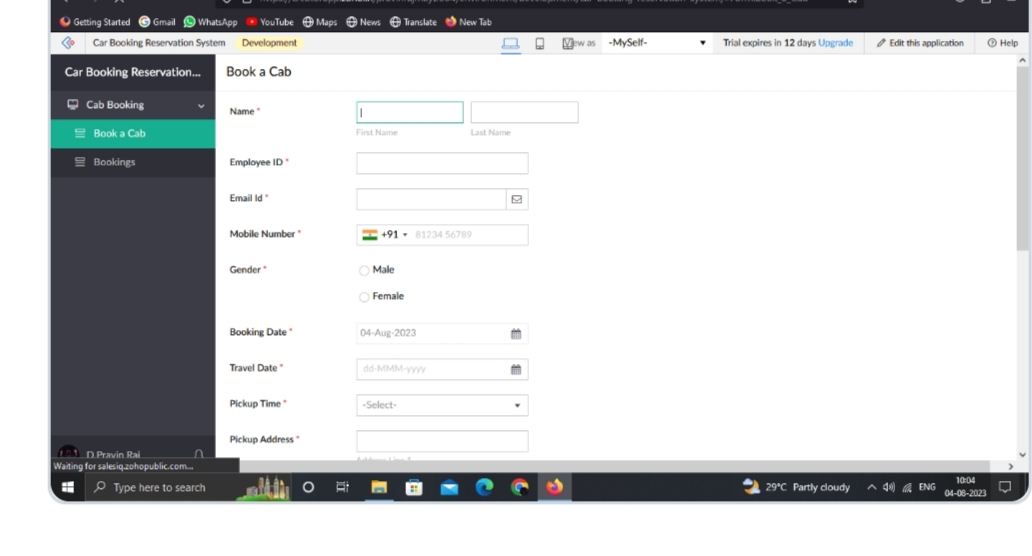 Getting Started Gmail WhatsApp YouTube Maps News Translate New Tab
Car Booking Reservation System Development View as -MySelf- Trial expires in 12 days Upgrade Edit this application Help
Car Booking Reservation... Book a Cab
Cab Booking
Book a Cab
Bookings
Name *
First Name Last Name
Employee ID *
Email Id *
Mobile Number * +91 81234 56789
Gender * Male
Female
Booking Date * 04-Aug-2023
Travel Date * dd-MMM-yyyy
Pickup Time * -Select-
Pickup Address *
D.Pravin Raj
Waiting for salesiq.zohopublic.com...
Type here to search 29°C Partly cloudy ENG 10:04
04-08-2023